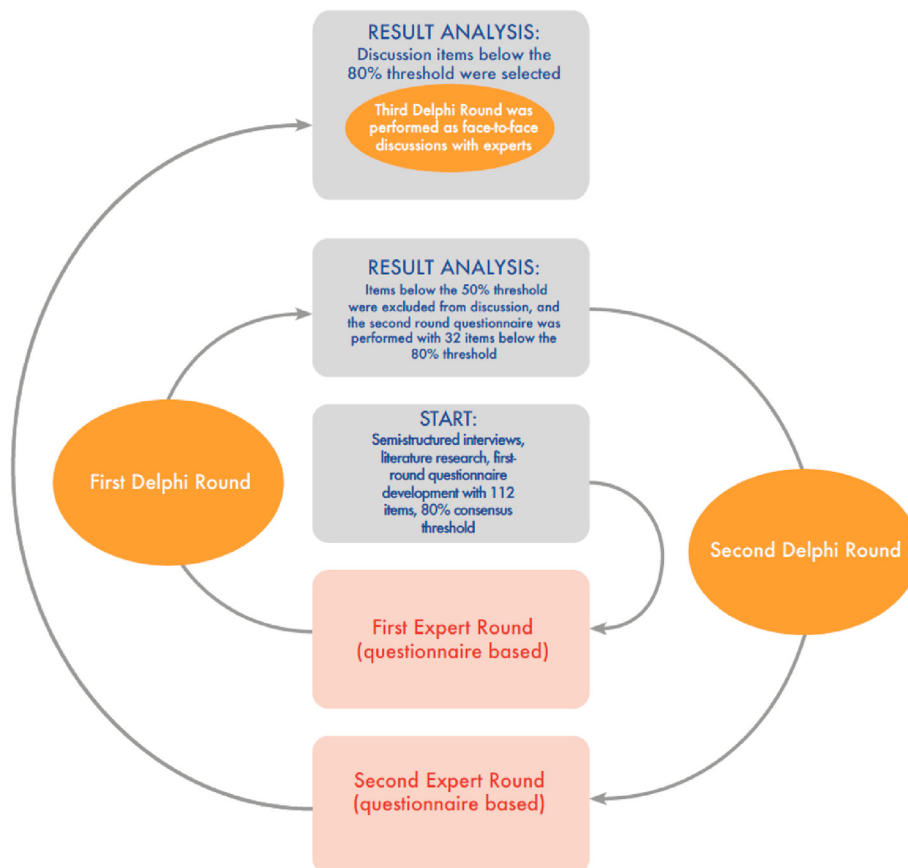 RESULT ANALYSIS:
Discussion items below the
80% threshold were selected
Third Delphi Round was
performed as face-to-face
discussions with experts
RESULT ANALYSIS:
Items below the 50% threshold
were excluded from discussion, and
the second round questionnaire was
performed with 32 items below the
80% threshold
START:
Semi-structured interviews,
literature research, first-
round questionnaire
development with 112
items, 80% consensus
threshold
First Delphi Round
Second Delphi Round
First Expert Round
(questionnaire based)
Second Expert Round
(questionnaire based)